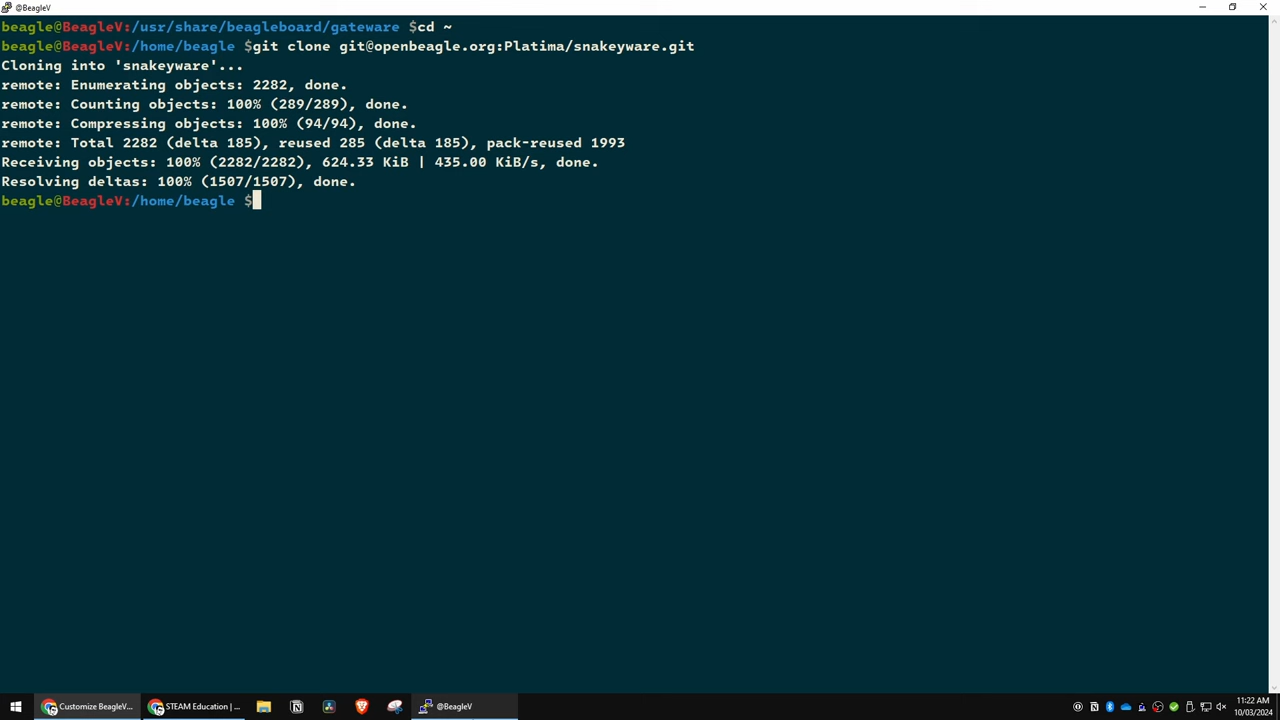 @BeagleV
beagle@BeagleV:/usr/share/beagleboard/gateware $cd ~
beagle@BeagleV:/home/beagle $git clone git@openbeagle.org:Platima/snakeyware.git
Cloning into 'snakeyware'...
remote: Enumerating objects: 2282, done.
remote: Counting objects: 100% (289/289), done.
remote: Compressing objects: 100% (94/94), done.
remote: Total 2282 (delta 185), reused 285 (delta 185), pack-reused 1993
Receiving objects: 100% (2282/2282), 624.33 KiB | 435.00 KiB/s, done.
Resolving deltas: 100% (1507/1507), done.
beagle@BeagleV:/home/beagle $
Customize BeagleV... STEAM Education | ... @BeagleV 11:22 AM
10/03/2024